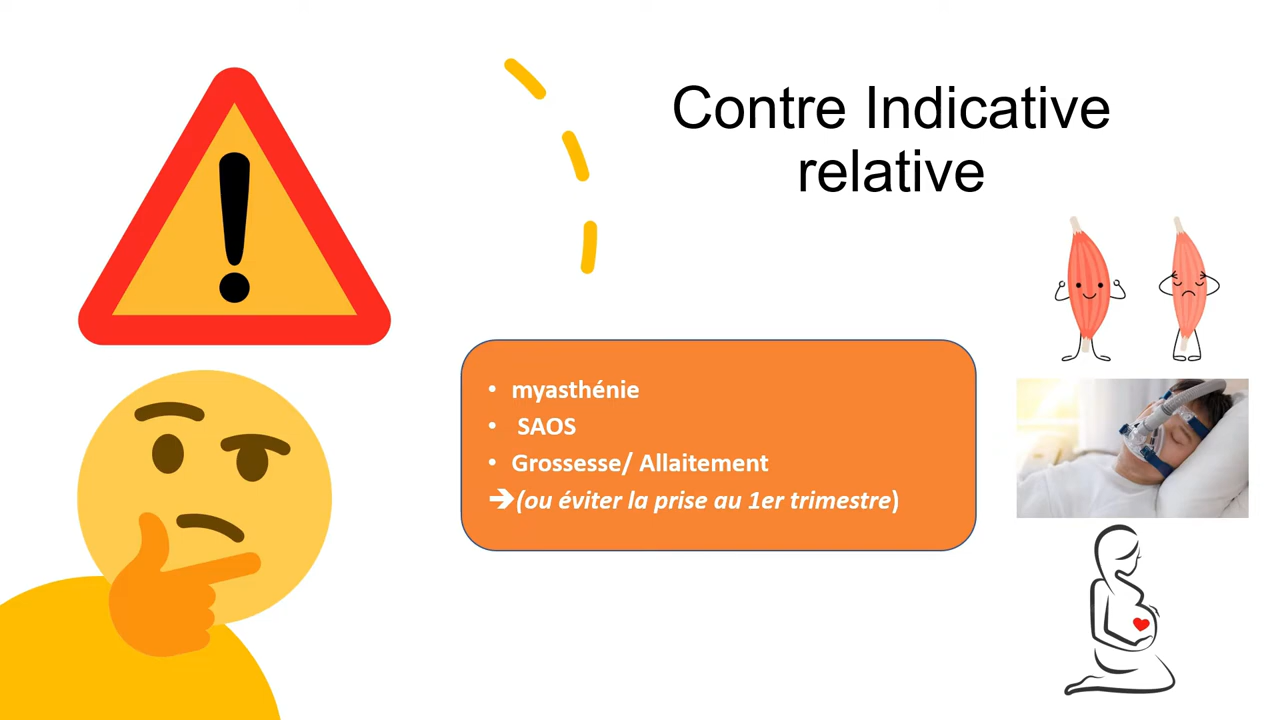 Contre Indicative
relative
• myasthénie
• SAOS
• Grossesse/ Allaitement
➔(ou éviter la prise au 1er trimestre)